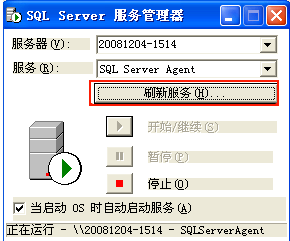 SQL Server 服务管理器
服务器(V): 20081204-1514
服务(R): SQL Server Agent
刷新服务(H)...
开始/继续(S)
暂停(P)
停止(O)
当启动 OS 时自动启动服务(A)
正在运行 - \\20081204-1514 - SQLServerAgent